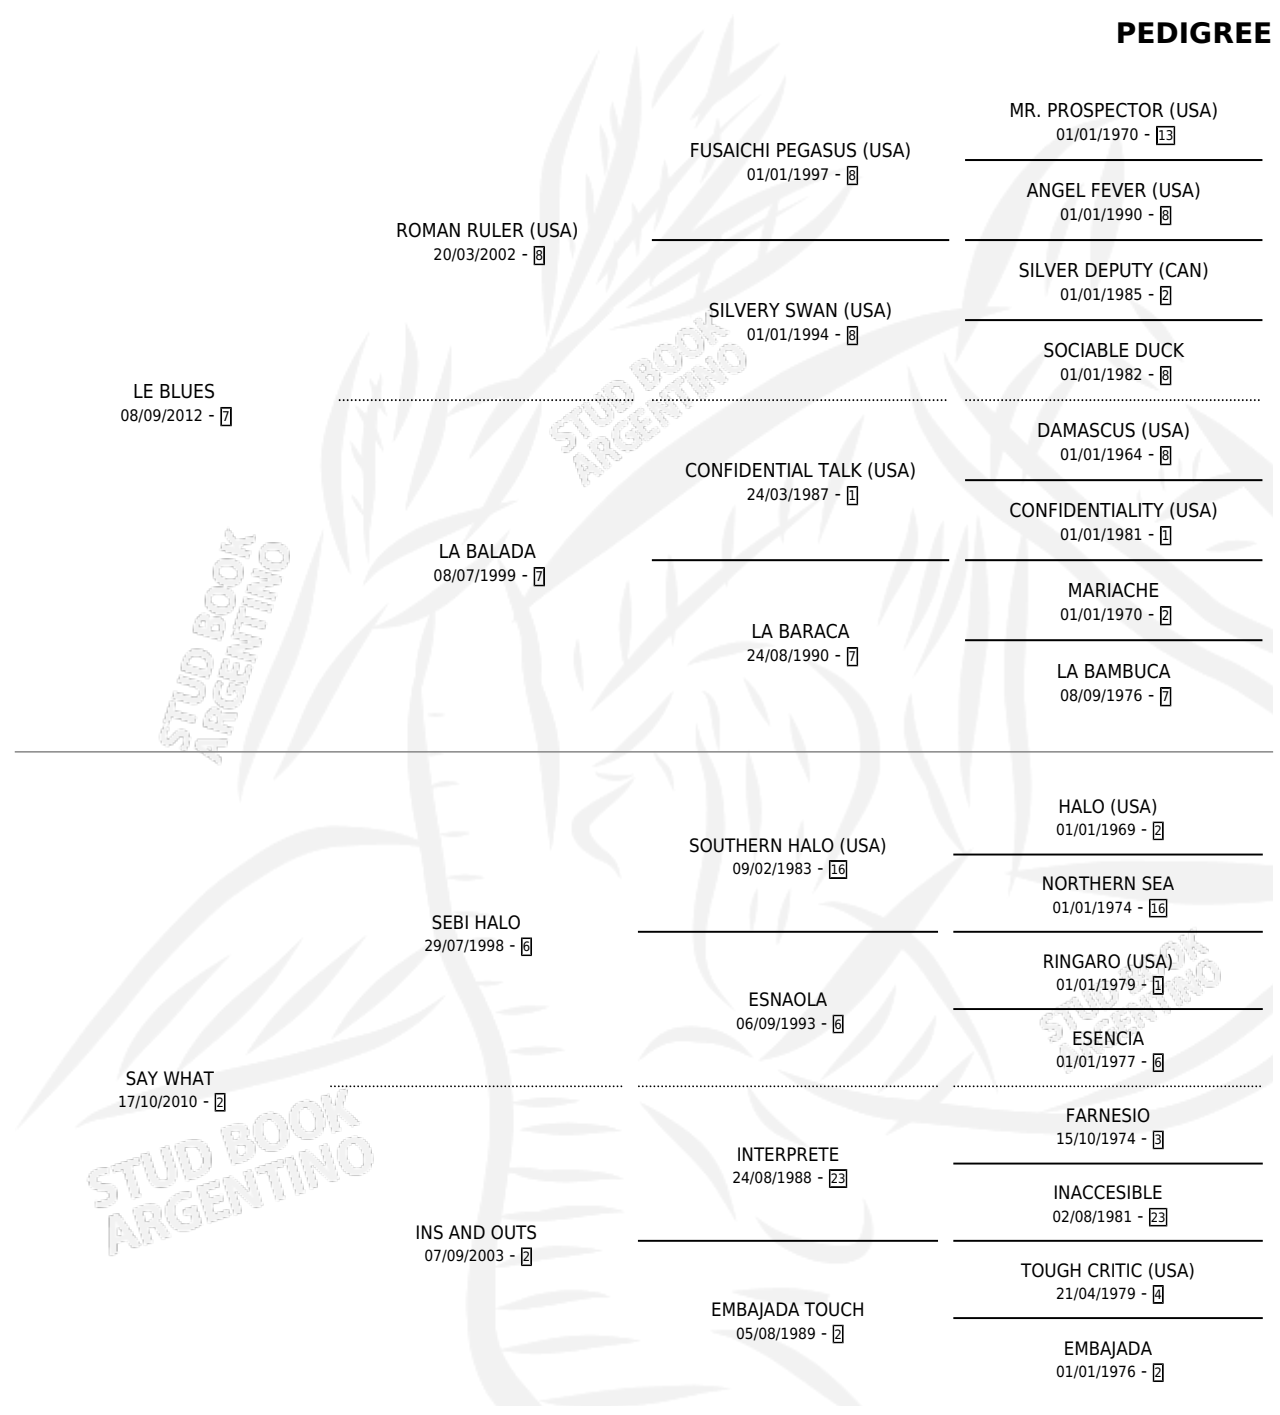 PEDIGREE
MR. PROSPECTOR (USA)
01/01/1970 - 13
FUSAICHI PEGASUS (USA)
01/01/1997 - 8
ANGEL FEVER (USA)
01/01/1990 - 8
ROMAN RULER (USA)
20/03/2002 - 8
SILVER DEPUTY (CAN)
01/01/1985 - 2
SILVERY SWAN (USA)
01/01/1994 - 8
SOCIABLE DUCK
01/01/1982 - 8
LE BLUES
08/09/2012 - 7
STUD BOOK
ARGENTINO
DAMASCUS (USA)
01/01/1964 - 8
CONFIDENTIAL TALK (USA)
24/03/1987 - 1
CONFIDENTIALITY (USA)
01/01/1981 - 1
LA BALADA
08/07/1999 - 7
MARIACHE
01/01/1970 - 2
LA BARACA
24/08/1990 - 7
LA BAMBUCA
08/09/1976 - 7
STUD BOOK
ARGENTINO
HALO (USA)
01/01/1969 - 2
SOUTHERN HALO (USA)
09/02/1983 - 16
NORTHERN SEA
01/01/1974 - 16
SEBI HALO
29/07/1998 - 6
RINGARO (USA)
01/01/1979 - 1
ESNAOLA
06/09/1993 - 6
ESENCIA
01/01/1977 - 6
STUD BOOK
ARGENTINO
SAY WHAT
17/10/2010 - 2
FARNESIO
15/10/1974 - 3
INTERPRETE
24/08/1988 - 23
INACCESIBLE
02/08/1981 - 23
STUD BOOK
ARGENTINO
INS AND OUTS
07/09/2003 - 2
TOUGH CRITIC (USA)
21/04/1979 - 4
EMBAJADA TOUCH
05/08/1989 - 2
EMBAJADA
01/01/1976 - 2